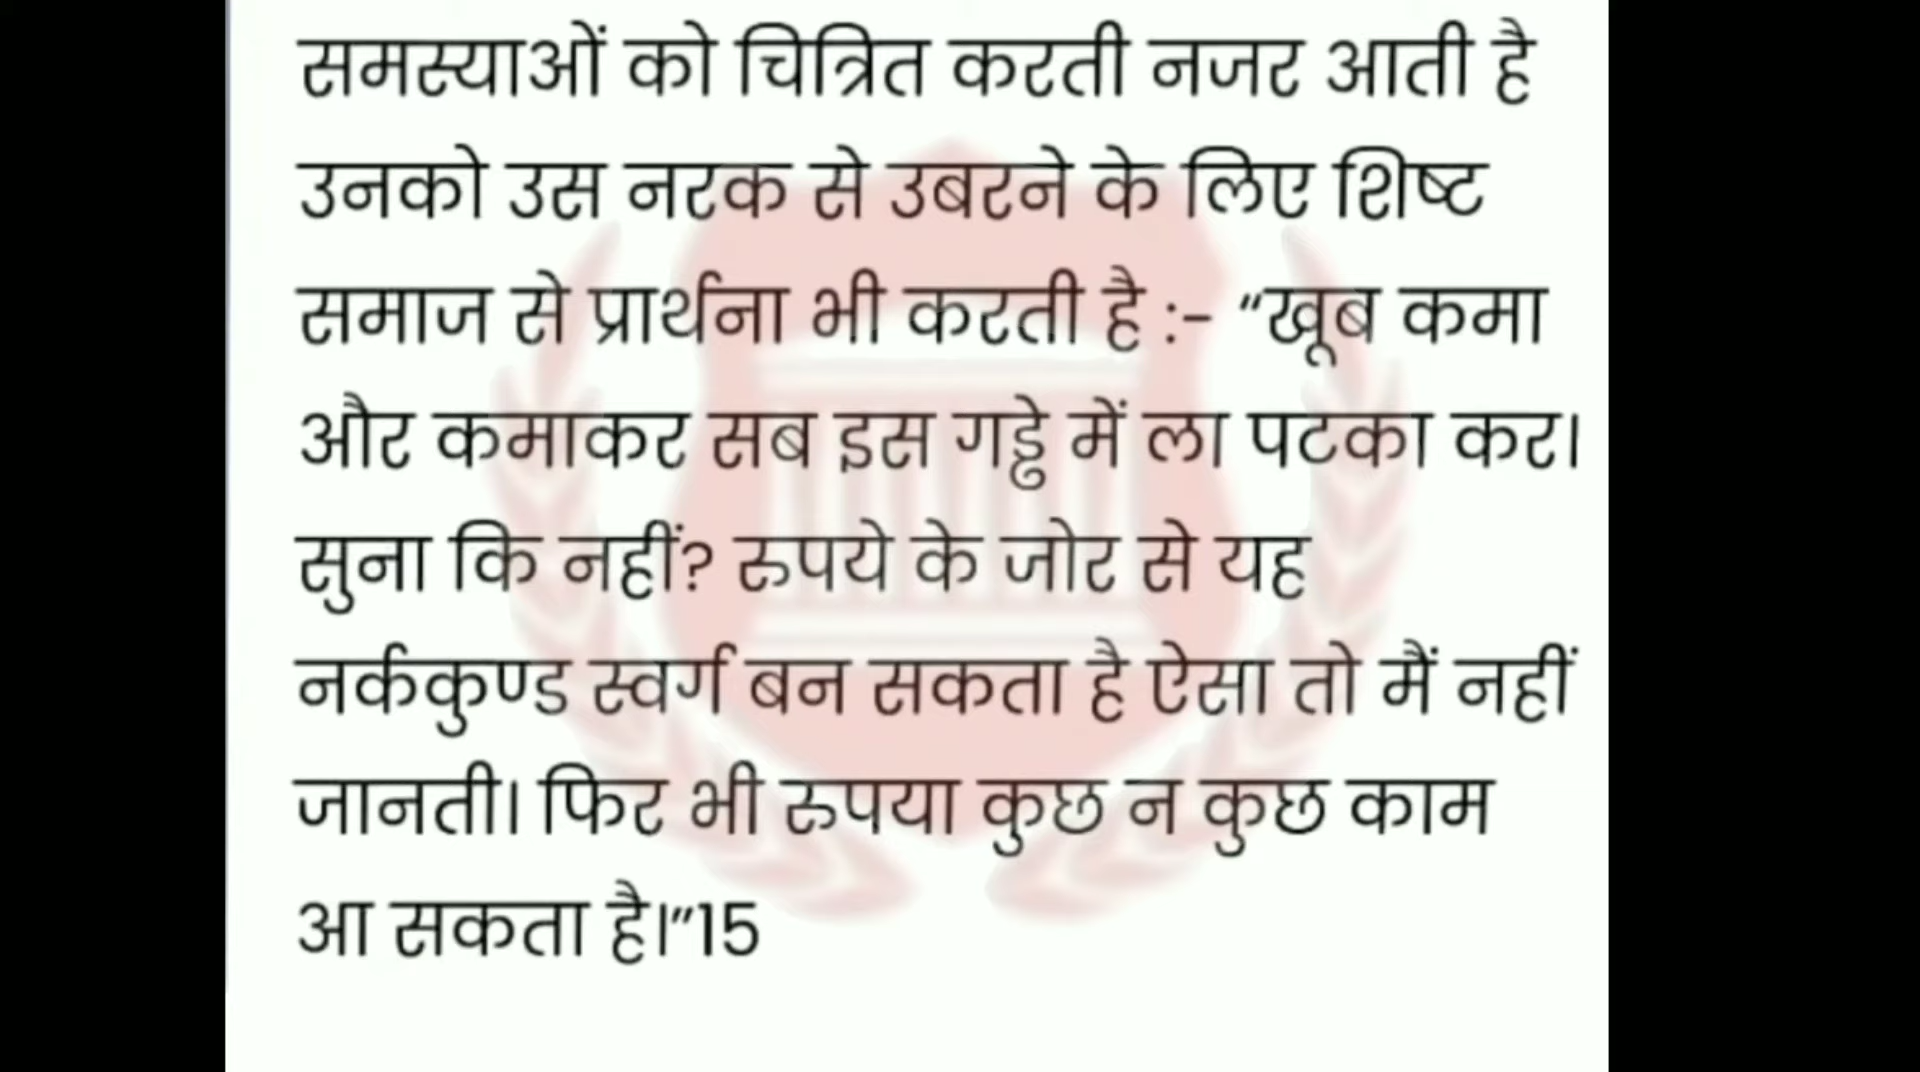 समस्याओं को चित्रित करती नजर आती है
उनको उस नरक से उबरने के लिए शिष्ट
समाज से प्रार्थना भी करती है :- “खूब कमा
और कमाकर सब इस गड्ढे में ला पटका कर।
सुना कि नहीं? रुपये के जोर से यह
नर्ककुण्ड स्वर्ग बन सकता है ऐसा तो मैं नहीं
जानती। फिर भी रुपया कुछ न कुछ काम
आ सकता है।”15